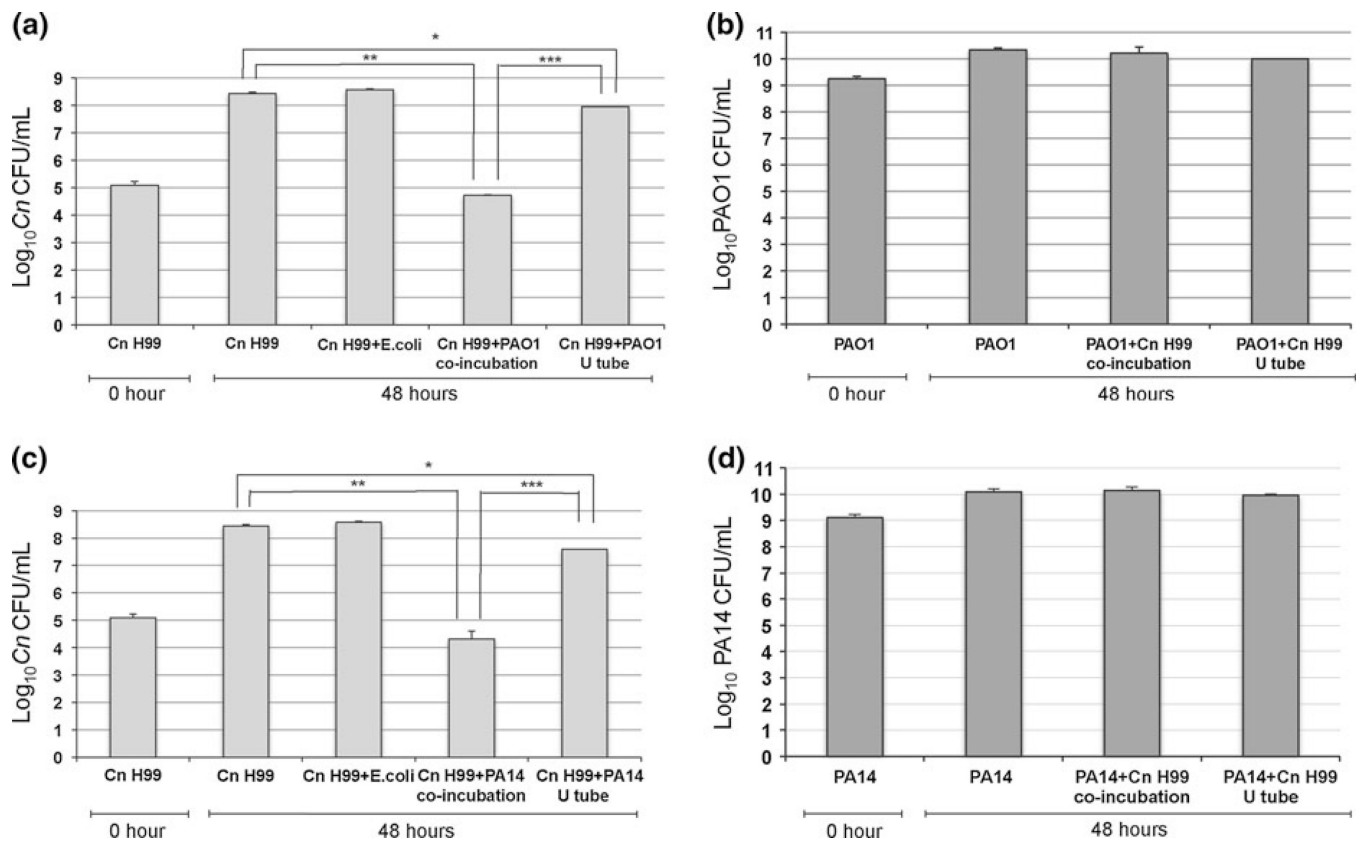 (a)
*
**
***
Log10Cn CFU/mL
9
8
7
6
5
4
3
2
1
0
Cn H99
Cn H99
Cn H99+E.coli
Cn H99+PAO1
co-incubation
Cn H99+PAO1
U tube
0 hour
48 hours
(b)
Log10PAO1 CFU/mL
11
10
9
8
7
6
5
4
3
2
1
0
PAO1
PAO1
PAO1+Cn H99
co-incubation
PAO1+Cn H99
U tube
0 hour
48 hours
(c)
*
**
***
Log10Cn CFU/mL
9
8
7
6
5
4
3
2
1
0
Cn H99
Cn H99
Cn H99+E.coli
Cn H99+PA14
co-incubation
Cn H99+PA14
U tube
0 hour
48 hours
(d)
Log10 PA14 CFU/mL
11
10
9
8
7
6
5
4
3
2
1
0
PA14
PA14
PA14+Cn H99
co-incubation
PA14+Cn H99
U tube
0 hour
48 hours